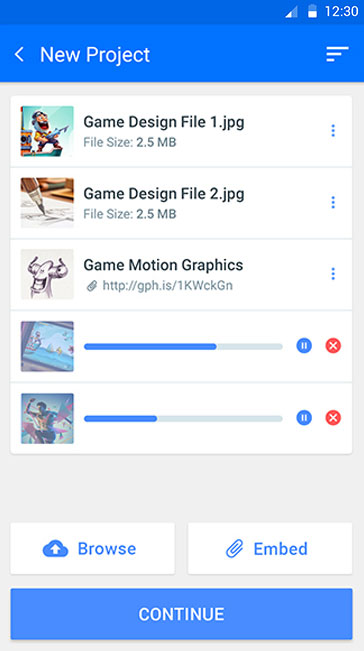 12:30
New Project
Game Design File 1.jpg
File Size: 2.5 MB
Game Design File 2.jpg
File Size: 2.5 MB
Game Motion Graphics
http://gph.is/1KWckGn
Browse
Embed
CONTINUE